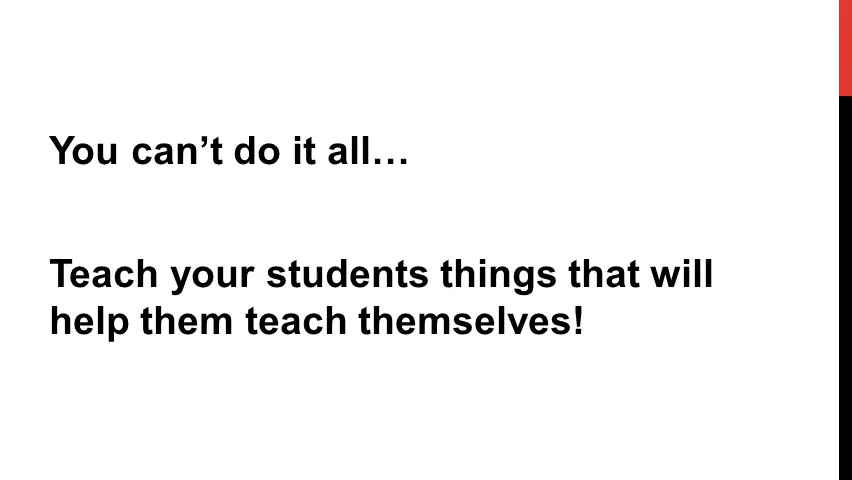 You can’t do it all…
Teach your students things that will
help them teach themselves!